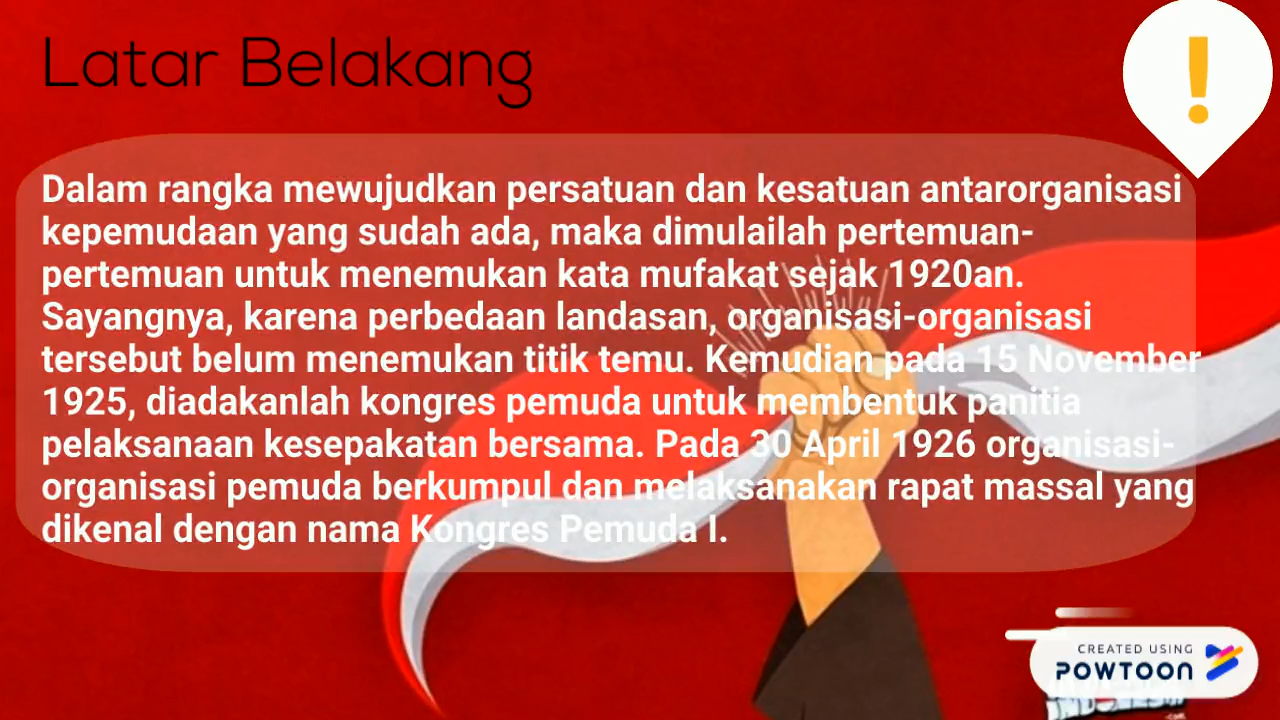 Latar Belakang
!
Dalam rangka mewujudkan persatuan dan kesatuan antarorganisasi
kepemudaan yang sudah ada, maka dimulailah pertemuan-
pertemuan untuk menemukan kata mufakat sejak 1920an.
Sayangnya, karena perbedaan landasan, organisasi-organisasi
tersebut belum menemukan titik temu. Kemudian pada 15 November
1925, diadakanlah kongres pemuda untuk membentuk panitia
pelaksanaan kesepakatan bersama. Pada 30 April 1926 organisasi-
organisasi pemuda berkumpul dan melaksanakan rapat massal yang
dikenal dengan nama Kongres Pemuda I.
CREATED USING
POWTOON